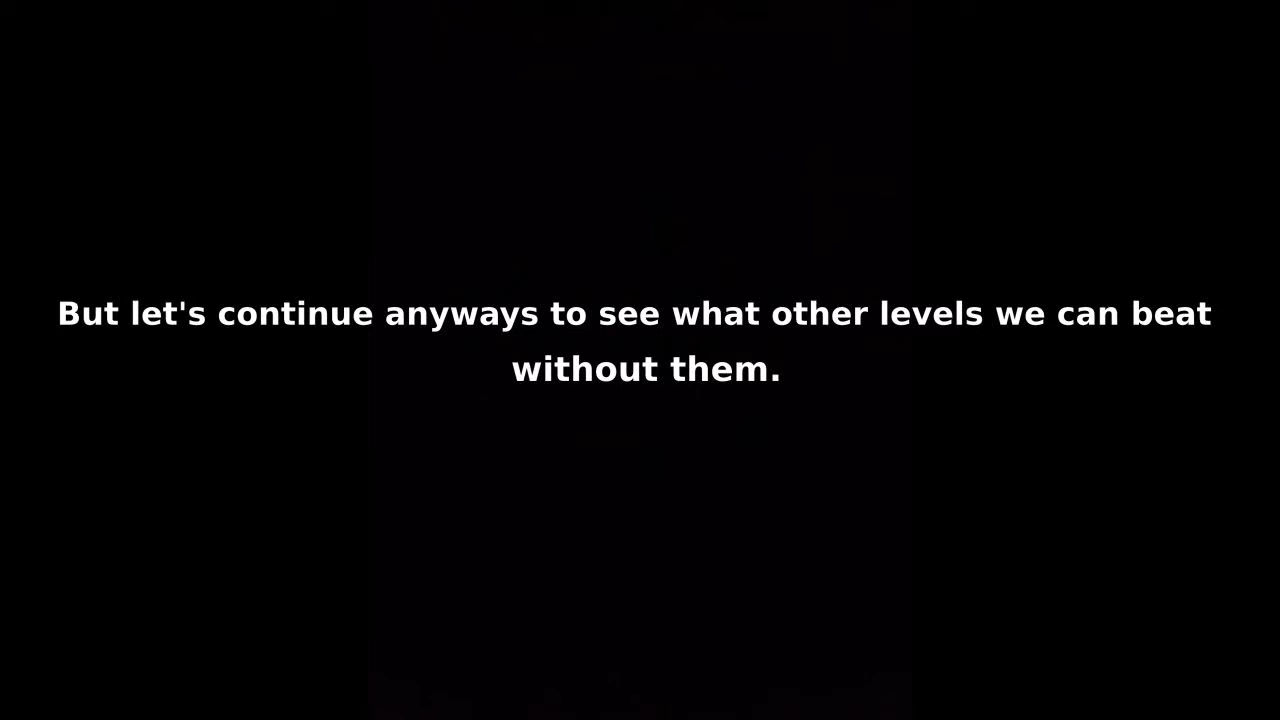 But let's continue anyways to see what other levels we can beat
without them.